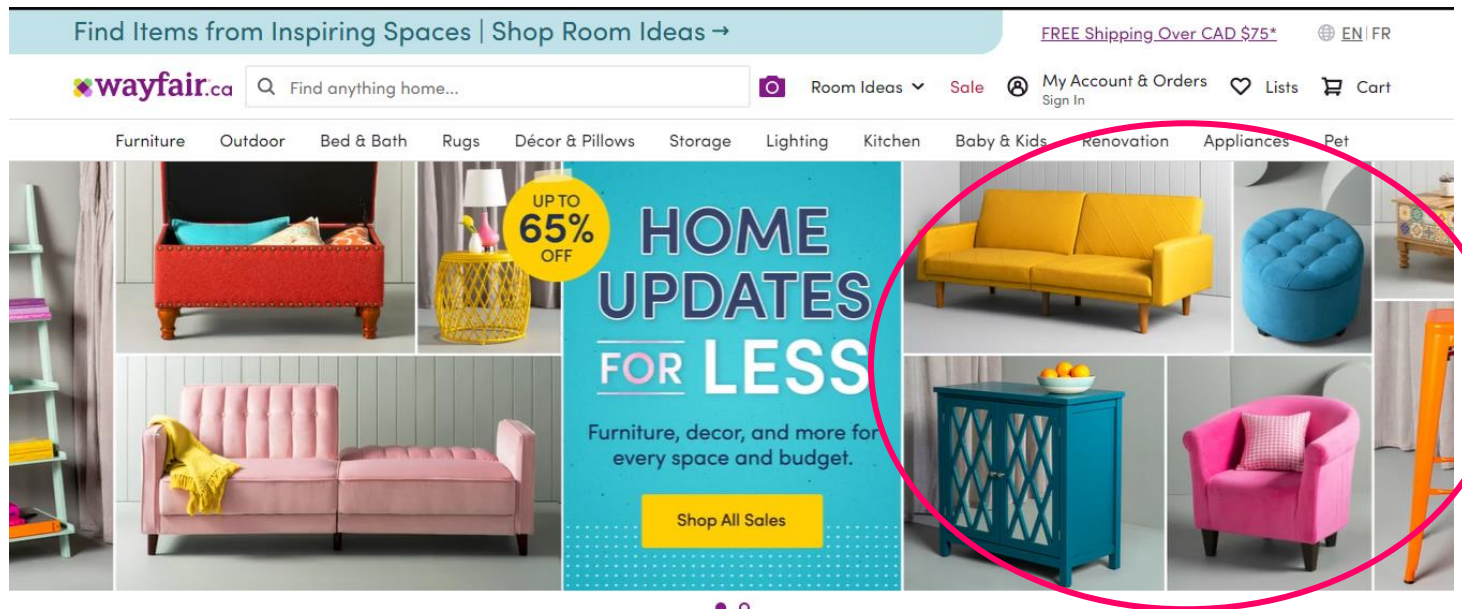 Find Items from Inspiring Spaces | Shop Room Ideas →
FREE Shipping Over CAD $75*
EN | FR
wayfair.ca
Find anything home...
Room Ideas
Sale
My Account & Orders
Sign In
Lists
Cart
Furniture Outdoor Bed & Bath Rugs Décor & Pillows Storage Lighting Kitchen Baby & Kids Renovation Appliances Pet
UP TO
65%
OFF
HOME
UPDATES
FOR LESS
Furniture, decor, and more for
every space and budget.
Shop All Sales